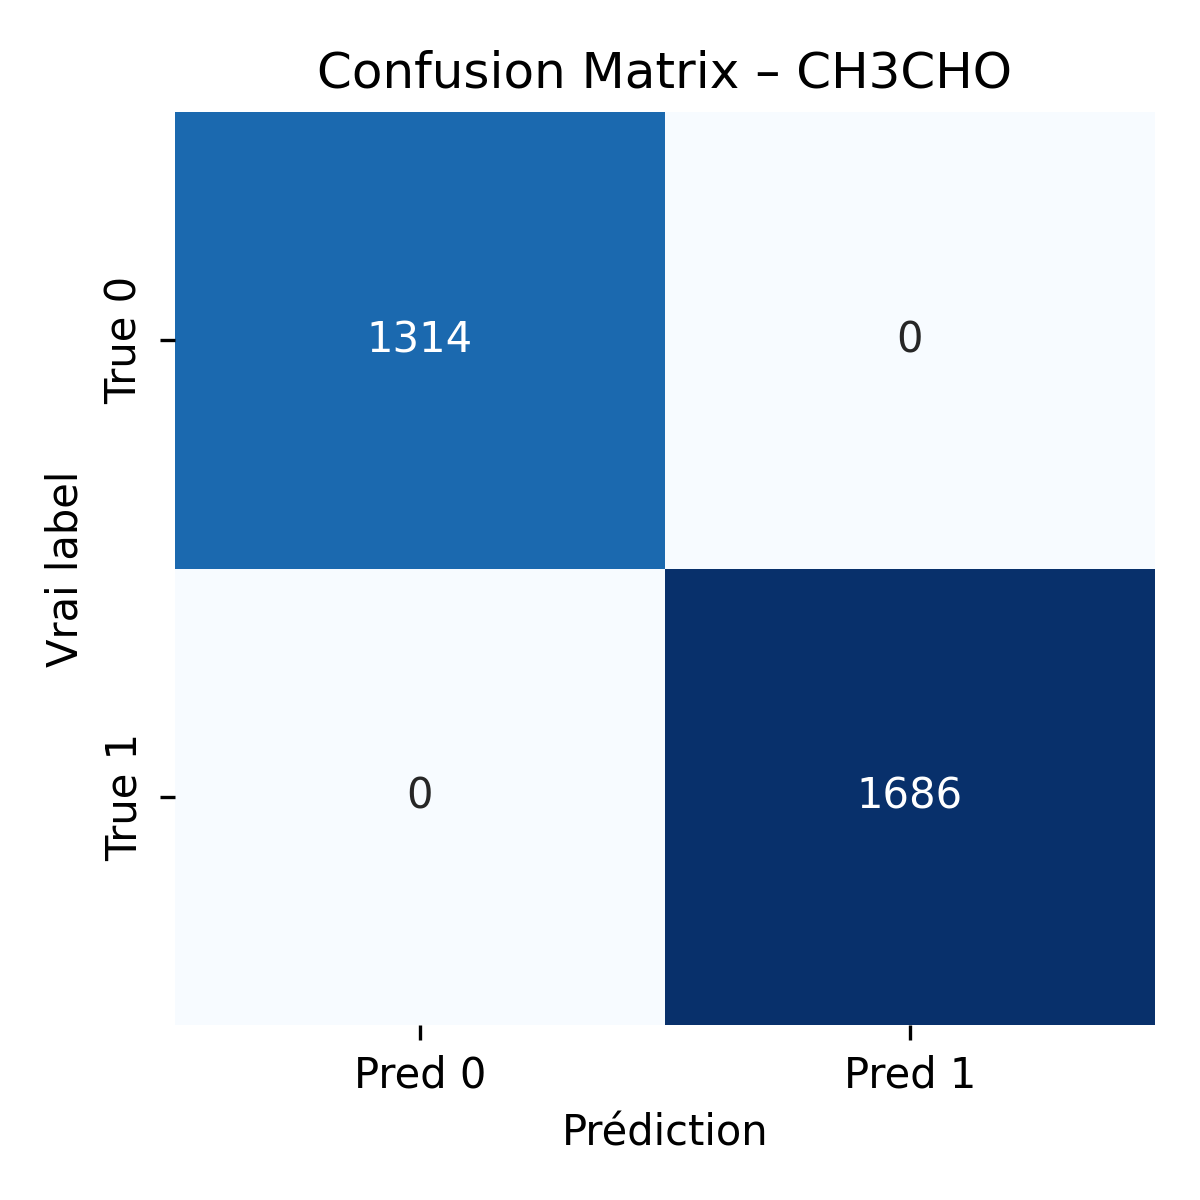 Confusion Matrix – CH3CHO
Vrai label
True 0
1314
0
True 1
0
1686
Pred 0
Pred 1
Prédiction